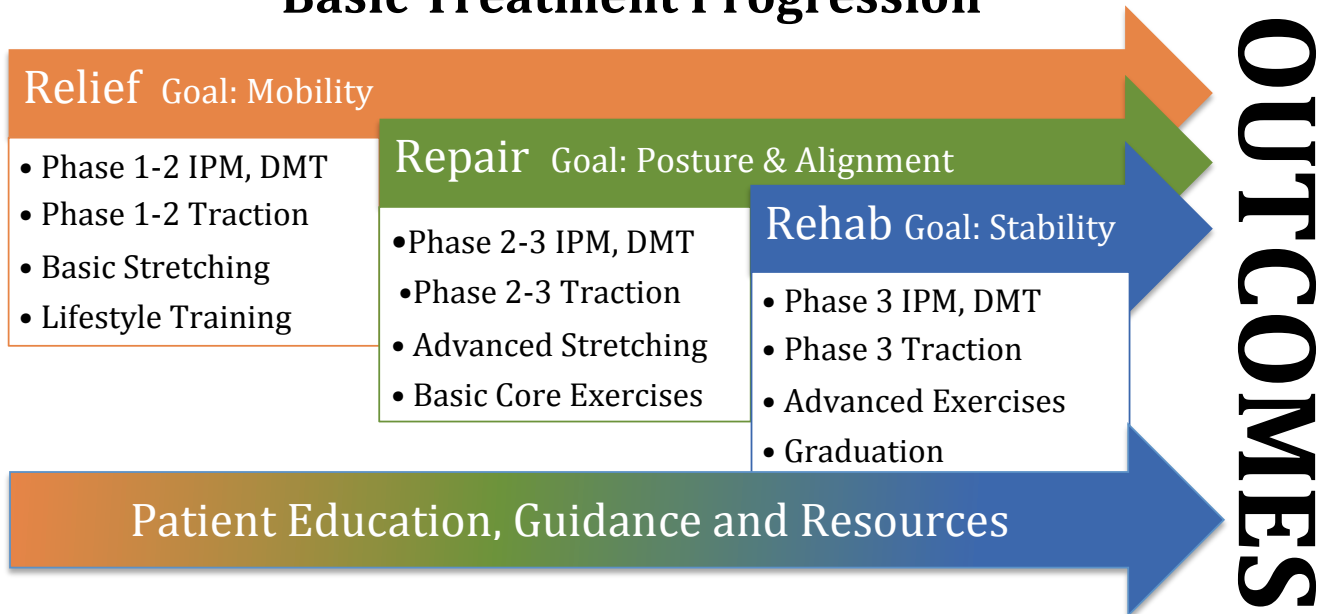 Basic Treatment Progression
Relief Goal: Mobility
• Phase 1-2 IPM, DMT
• Phase 1-2 Traction
• Basic Stretching
• Lifestyle Training
Repair Goal: Posture & Alignment
•Phase 2-3 IPM, DMT
•Phase 2-3 Traction
• Advanced Stretching
• Basic Core Exercises
Rehab Goal: Stability
• Phase 3 IPM, DMT
• Phase 3 Traction
• Advanced Exercises
• Graduation
Patient Education, Guidance and Resources
OUTCOMES